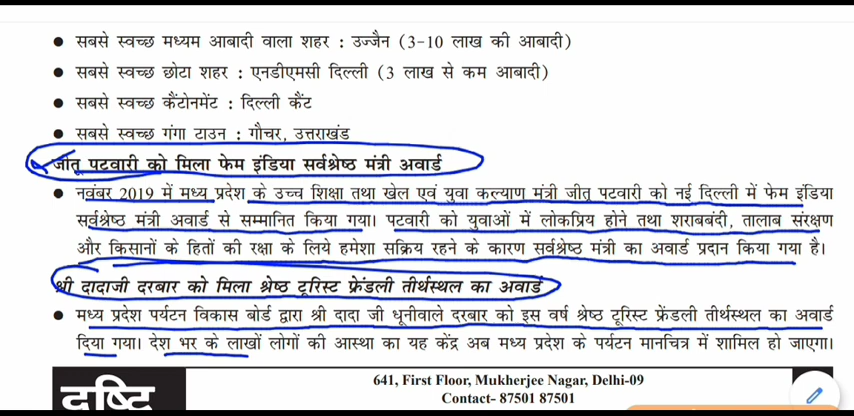 ● सबसे स्वच्छ मध्यम आबादी वाला शहर : उज्जैन (3-10 लाख की आबादी)
● सबसे स्वच्छ छोटा शहर : एनडीएमसी दिल्ली (3 लाख से कम आबादी)
● सबसे स्वच्छ कैंटोनमेंट : दिल्ली कैंट
● सबसे स्वच्छ गंगा टाउन : गौचर, उत्तराखंड
जीतू पटवारी को मिला फेम इंडिया सर्वश्रेष्ठ मंत्री अवार्ड
● नवंबर 2019 में मध्य प्रदेश के उच्च शिक्षा तथा खेल एवं युवा कल्याण मंत्री जीतू पटवारी को नई दिल्ली में फेम इंडिया
सर्वश्रेष्ठ मंत्री अवार्ड से सम्मानित किया गया। पटवारी को युवाओं में लोकप्रिय होने तथा शराबबंदी, तालाब संरक्षण
और किसानों के हितों की रक्षा के लिये हमेशा सक्रिय रहने के कारण सर्वश्रेष्ठ मंत्री का अवार्ड प्रदान किया गया है।
श्री दादाजी दरबार को मिला श्रेष्ठ टूरिस्ट फ्रेंडली तीर्थस्थल का अवार्ड
● मध्य प्रदेश पर्यटन विकास बोर्ड द्वारा श्री दादा जी धूनीवाले दरबार को इस वर्ष श्रेष्ठ टूरिस्ट फ्रेंडली तीर्थस्थल का अवार्ड
दिया गया। देश भर के लाखों लोगों की आस्था का यह केंद्र अब मध्य प्रदेश के पर्यटन मानचित्र में शामिल हो जाएगा।
दृष्टि
641, First Floor, Mukherjee Nagar, Delhi-09
Contact- 87501 87501